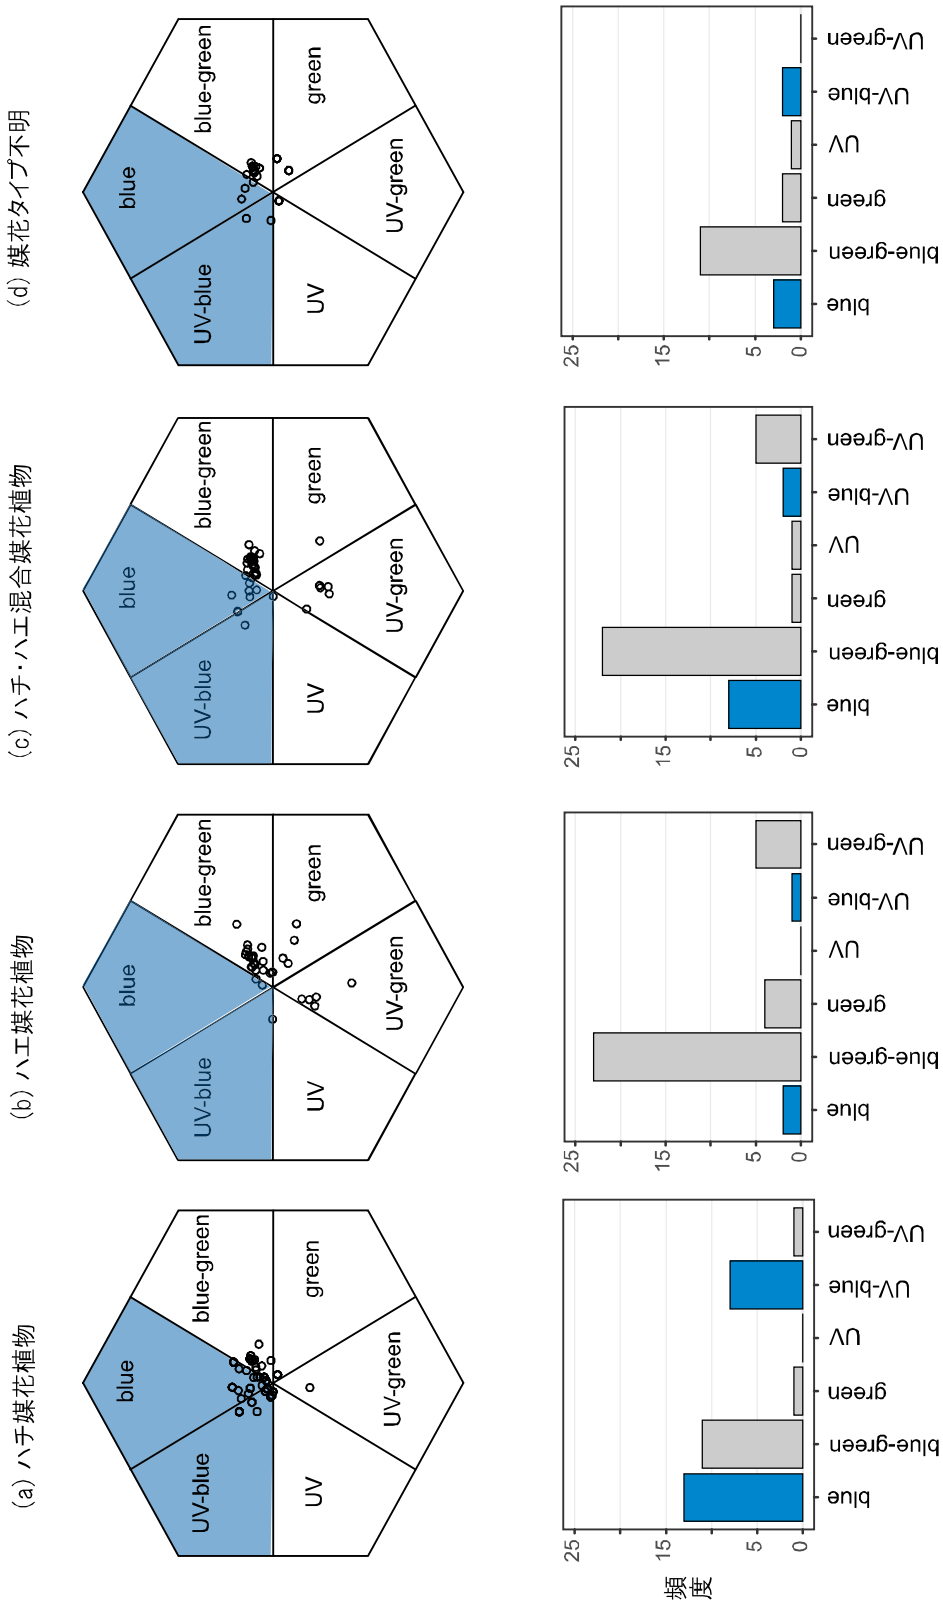 (a) ハチ媒花植物
blue
blue-green
UV-blue
green
UV
UV-green
頻度
25
15
5
0
blue
blue-green
green
UV
UV-blue
UV-green
(b) ハエ媒花植物
blue
blue-green
UV-blue
green
UV
UV-green
25
15
5
0
blue
blue-green
green
UV
UV-blue
UV-green
(c) ハチ・ハエ混合媒花植物
blue
blue-green
UV-blue
green
UV
UV-green
25
15
5
0
blue
blue-green
green
UV
UV-blue
UV-green
(d) 媒花タイプ不明
blue
blue-green
UV-blue
green
UV
UV-green
25
15
5
0
blue
blue-green
green
UV
UV-blue
UV-green